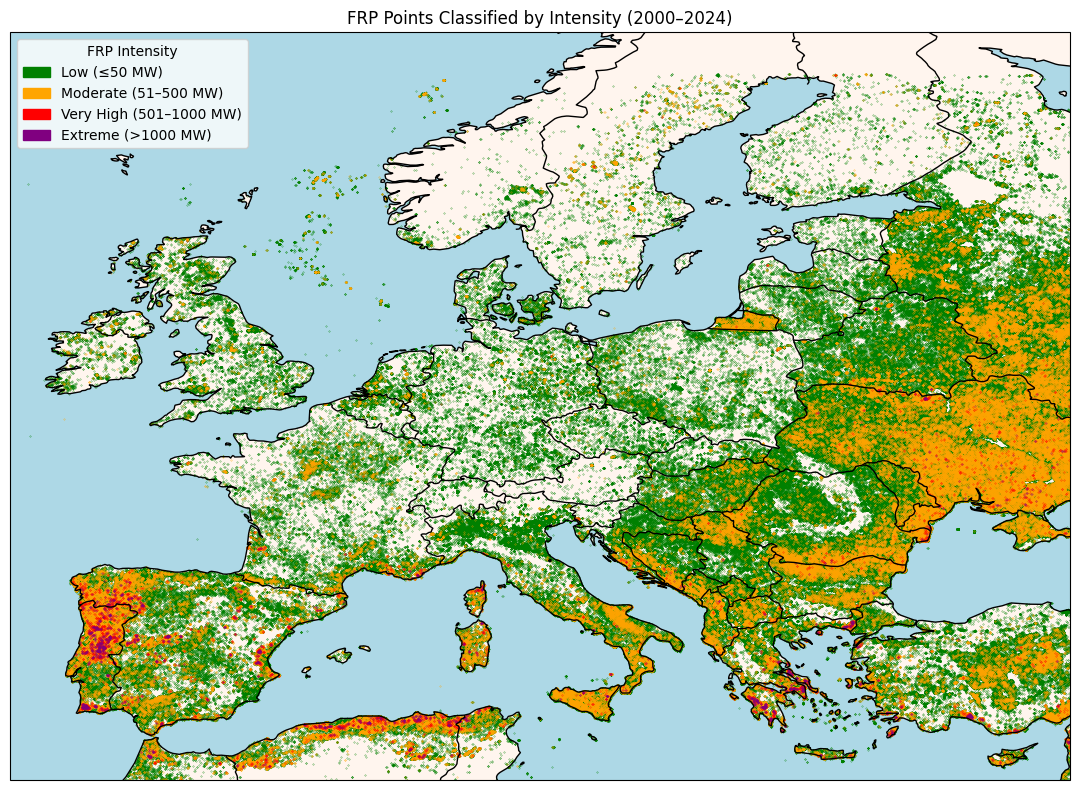 FRP Points Classified by Intensity (2000–2024)
FRP Intensity
Low (≤50 MW)
Moderate (51–500 MW)
Very High (501–1000 MW)
Extreme (>1000 MW)